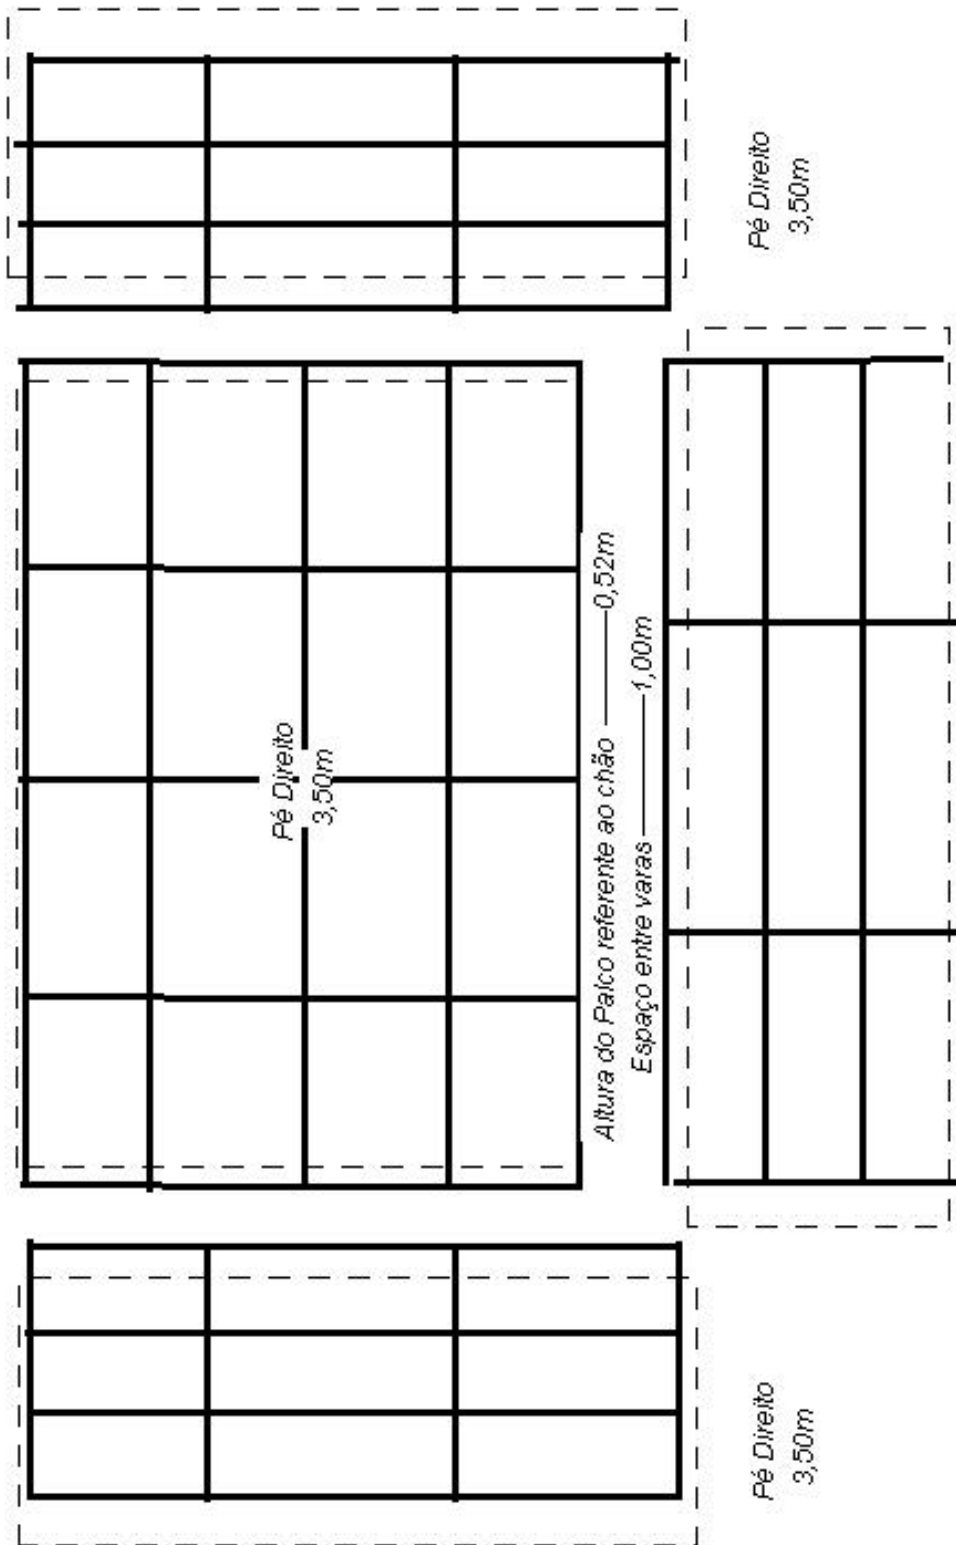 Pé Direito
3,50m
Pé Direito
3,50m
Altura do Palco referente ao chão 0,52m
Espaço entre varas 1,00m
Pé Direito
3,50m